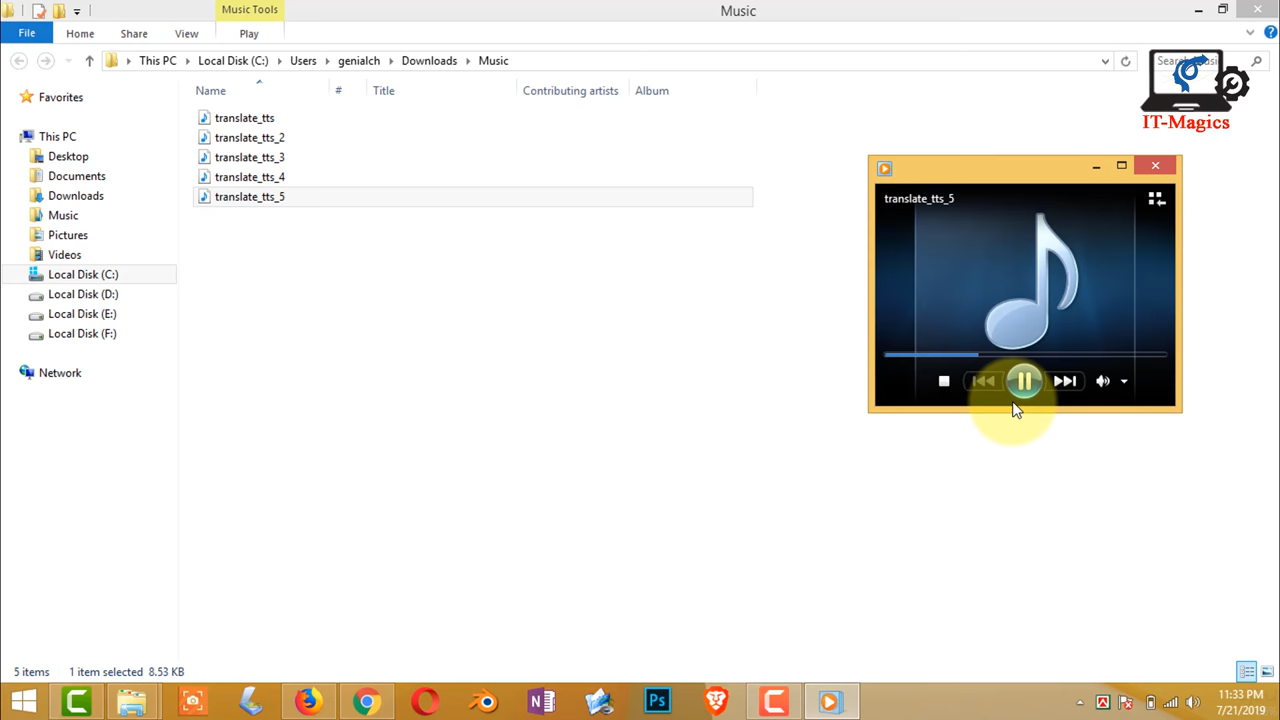 Music Tools
Music
File
Home
Share
View
Play
This PC
Local Disk (C:)
Users
genialch
Downloads
Music
Name
#
Title
Contributing artists
Album
Favorites
This PC
Desktop
Documents
Downloads
Music
Pictures
Videos
Local Disk (C:)
Local Disk (D:)
Local Disk (E:)
Local Disk (F:)
Network
translate_tts
translate_tts_2
translate_tts_3
translate_tts_4
translate_tts_5
IT-Magics
translate_tts_5
5 items
1 item selected 8.53 KB
Ps
11:33 PM
7/21/2019